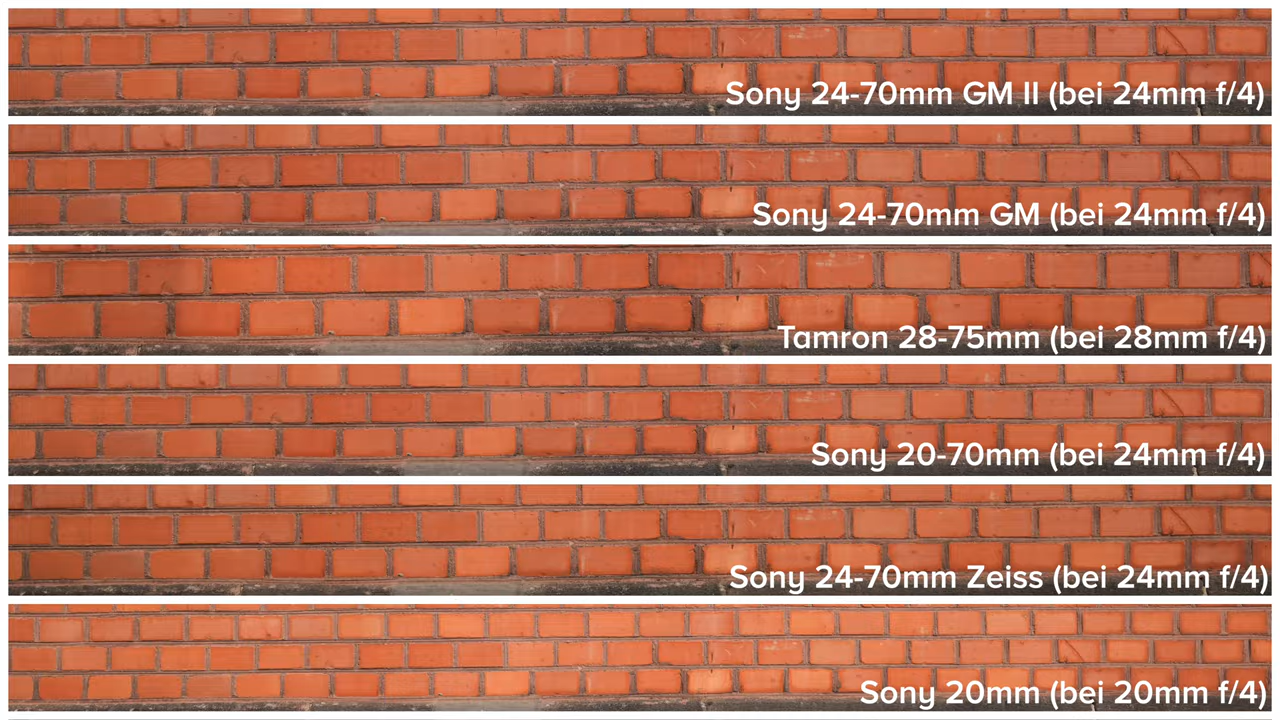 Sony 24-70mm GM II (bei 24mm f/4)
Sony 24-70mm GM (bei 24mm f/4)
Tamron 28-75mm (bei 28mm f/4)
Sony 20-70mm (bei 24mm f/4)
Sony 24-70mm Zeiss (bei 24mm f/4)
Sony 20mm (bei 20mm f/4)